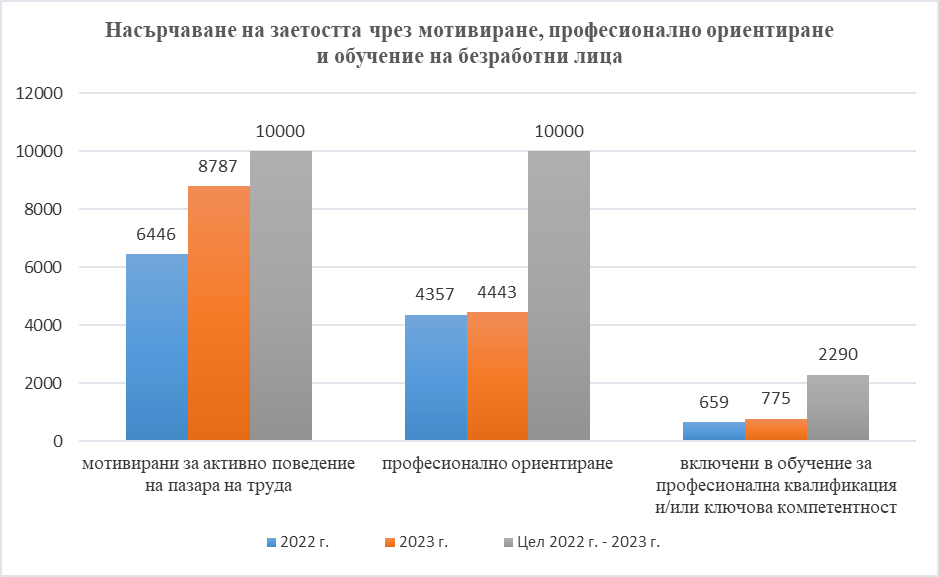 Насърчаване на заетостта чрез мотивиране, професионално ориентиране
и обучение на безработни лица
12000
10000
8000
6000
4000
2000
0
6446
8787
10000
4357
4443
10000
659
775
2290
мотивирани за активно поведение
на пазара на труда
професионално ориентиране
включени в обучение за
професионална квалификация
и/или ключова компетентност
2022 г.
2023 г.
Цел 2022 г. - 2023 г.